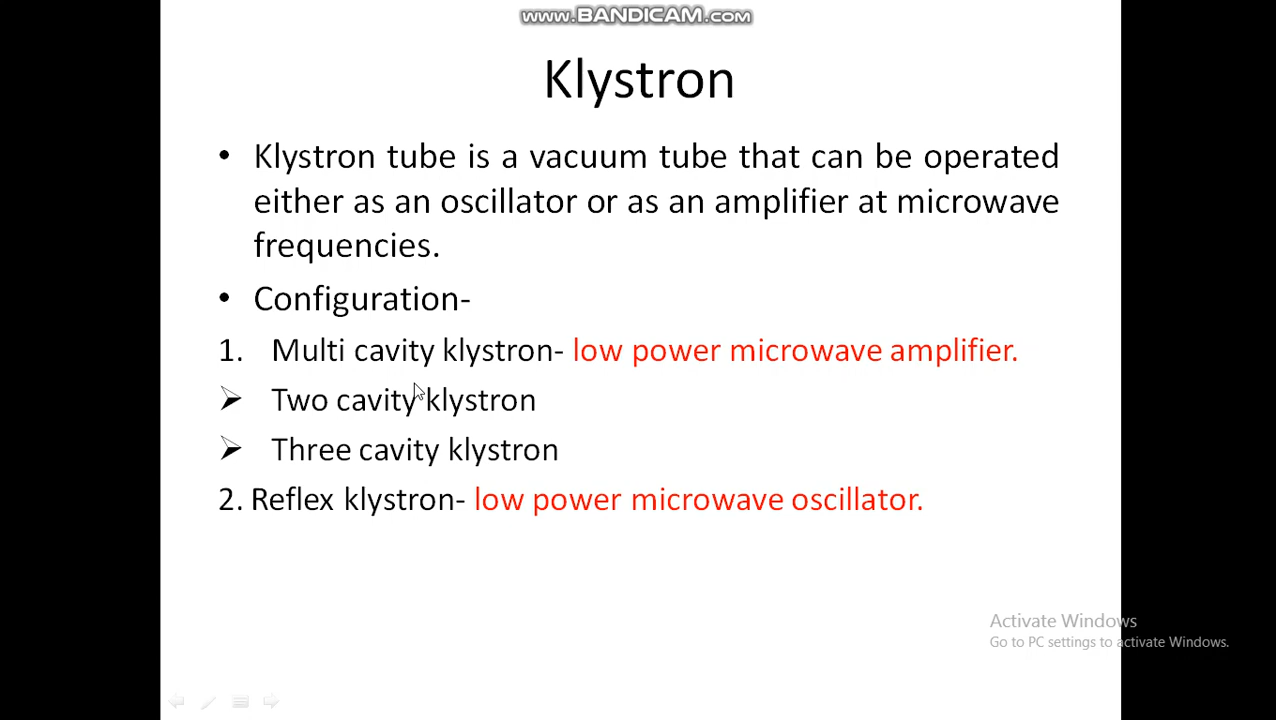 www.BANDICAM.com
Klystron
• Klystron tube is a vacuum tube that can be operated
either as an oscillator or as an amplifier at microwave
frequencies.
• Configuration-
1. Multi cavity klystron- low power microwave amplifier.
➢ Two cavity klystron
➢ Three cavity klystron
2. Reflex klystron- low power microwave oscillator.
Activate Windows
Go to PC settings to activate Windows.